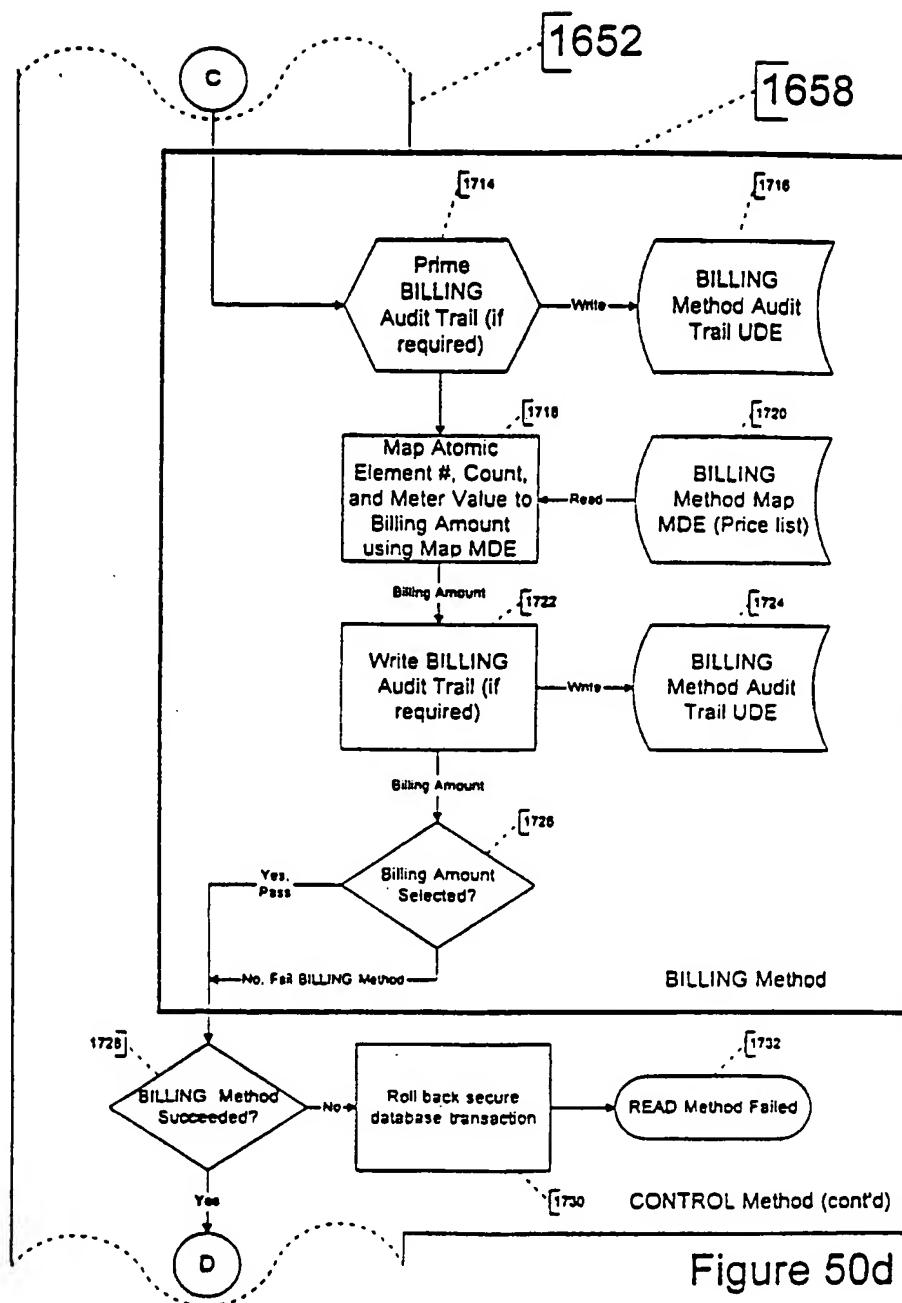 1652
C
1658
1714
1716
Prime
BILLING
Audit Trail (if
required)
Write
BILLING
Method Audit
Trail UDE
1718
1720
Map Atomic
Element #, Count,
and Meter Value to
Billing Amount
using Map MDE
Read
BILLING
Method Map
MDE (Price list)
Billing Amount
1722
1724
Write BILLING
Audit Trail (if
required)
Write
BILLING
Method Audit
Trail UDE
Billing Amount
1726
Yes,
Pass
Billing Amount
Selected?
No, Fail BILLING Method
BILLING Method
1728
1732
BILLING Method
Succeeded?
No
Roll back secure
database transaction
READ Method Failed
Yes
1730
CONTROL Method (cont'd)
D
Figure 50d